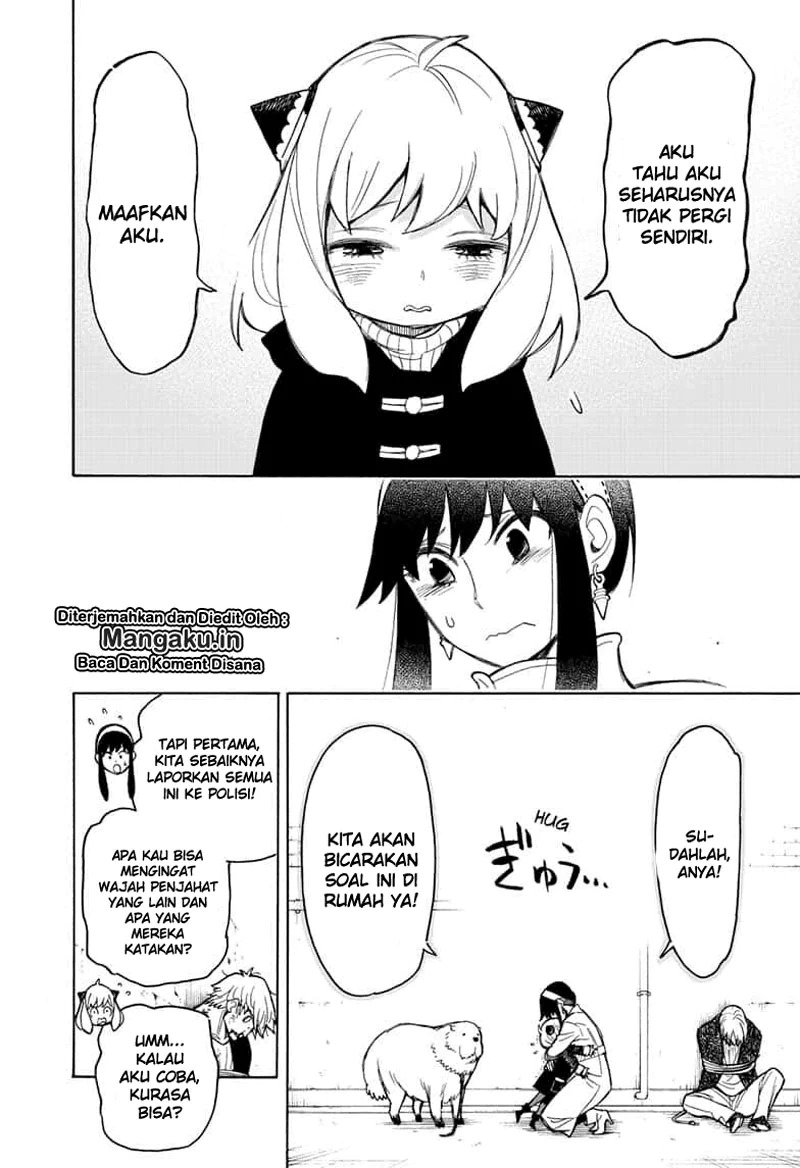 AKU
TAHU AKU
SEHARUSNYA
TIDAK PERGI
SENDIRI.
MAAFKAN
AKU.
Diterjemahkan dan Diedit Oleh :
Mangaku.in
Baca Dan Koment Disana
SU-
DAHLAH,
ANYA!
HUG
ぎゅう...
KITA AKAN
BICARAKAN
SOAL INI DI
RUMAH YA!
TAPI PERTAMA,
KITA SEBAIKNYA
LAPORKAN SEMUA
INI KE POLISI!
APA KAU BISA
MENGINGAT
WAJAH PENJAHAT
YANG LAIN DAN
APA YANG
MEREKA
KATAKAN?
UMM...
KALAU
AKU COBA,
KURASA
BISA?